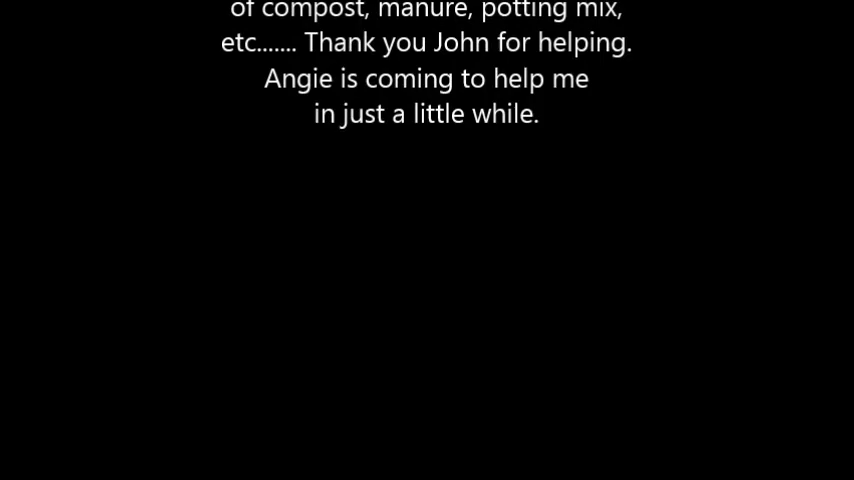 of compost, manure, potting mix,
etc....... Thank you John for helping.
Angie is coming to help me
in just a little while.